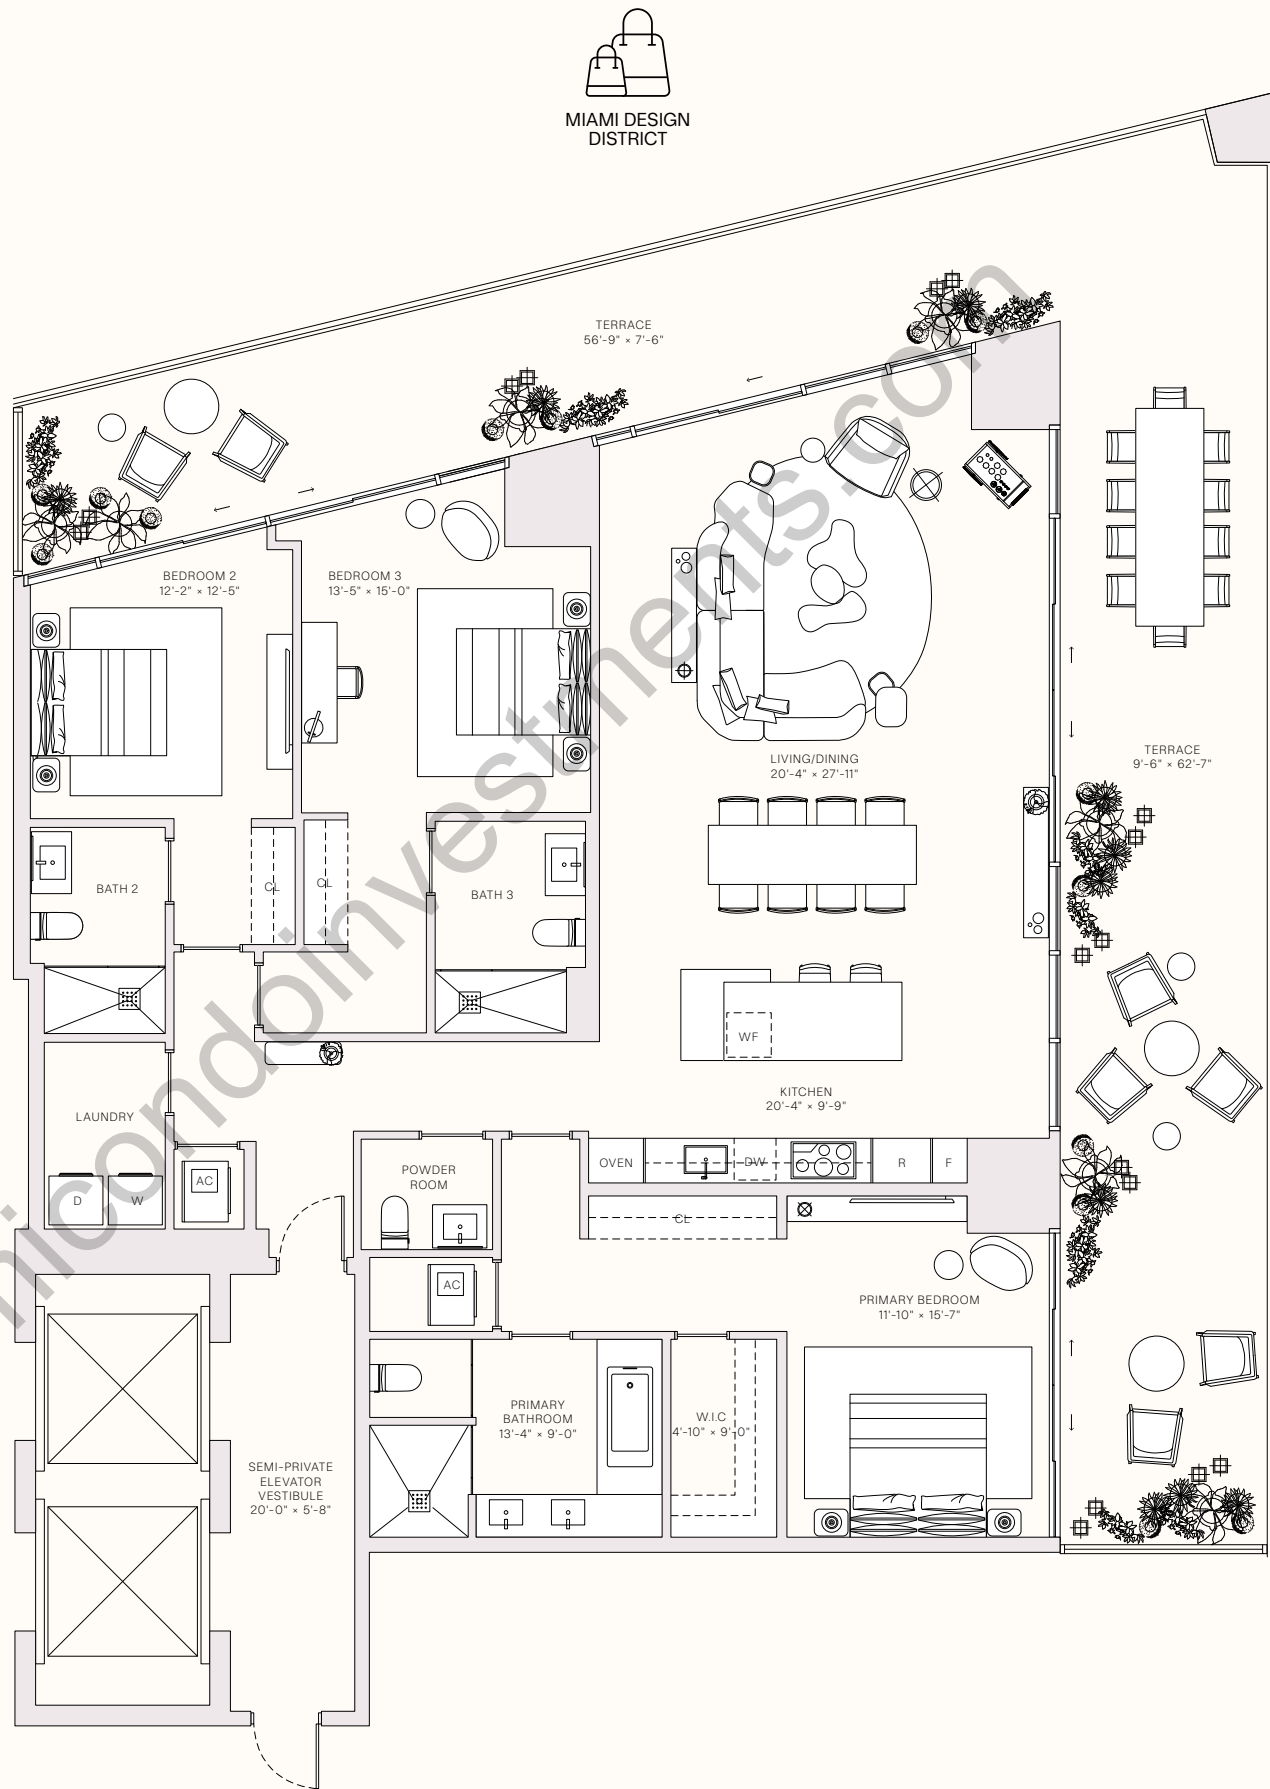 MIAMI DESIGN
DISTRICT
TERRACE
56'-9" × 7'-6"
BEDROOM 2
12'-2" × 12'-5"
BEDROOM 3
13'-5" × 15'-0"
LIVING/DINING
20'-4" × 27'-11"
TERRACE
9'-6" × 62'-7"
BATH 2
CL
CL
BATH 3
WF
KITCHEN
20'-4" × 9'-9"
LAUNDRY
D
W
AC
POWDER
ROOM
OVEN
DW
R
F
CL
AC
PRIMARY BEDROOM
11'-10" × 15'-7"
PRIMARY
BATHROOM
13'-4" × 9'-0"
W.I.C
4'-10" × 9'-0"
SEMI-PRIVATE
ELEVATOR
VESTIBULE
20'-0" × 5'-8"
micondoinvestments.com